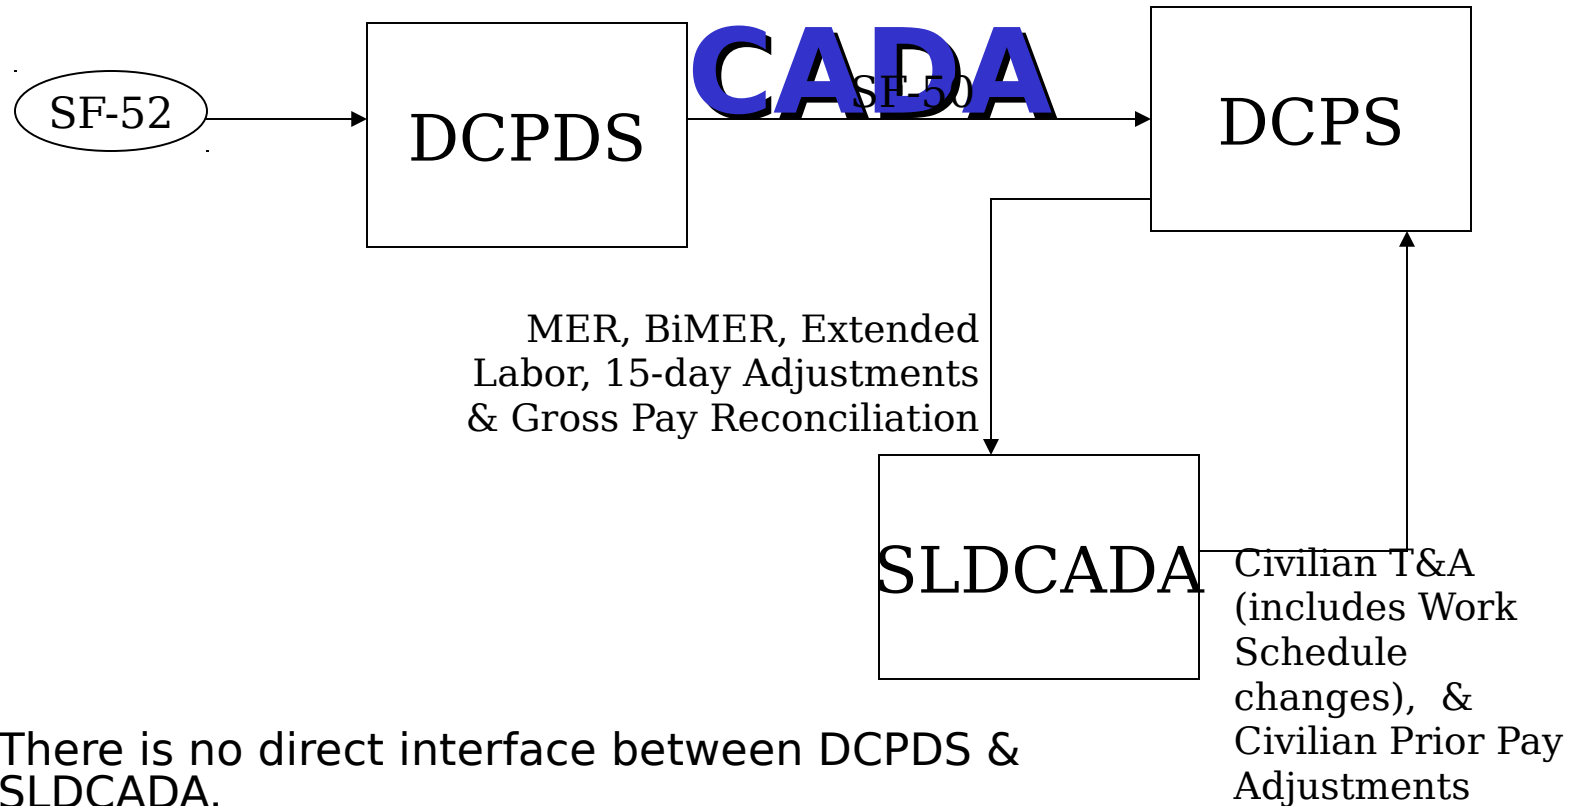 CADA
SF-52
SF-50
DCPDS
DCPS
MER, BiMER, Extended
Labor, 15-day Adjustments
& Gross Pay Reconciliation
SLDCADA
Civilian T&A
(includes Work
Schedule
changes),  &
Civilian Prior Pay
Adjustments
There is no direct interface between DCPDS &
SLDCADA.